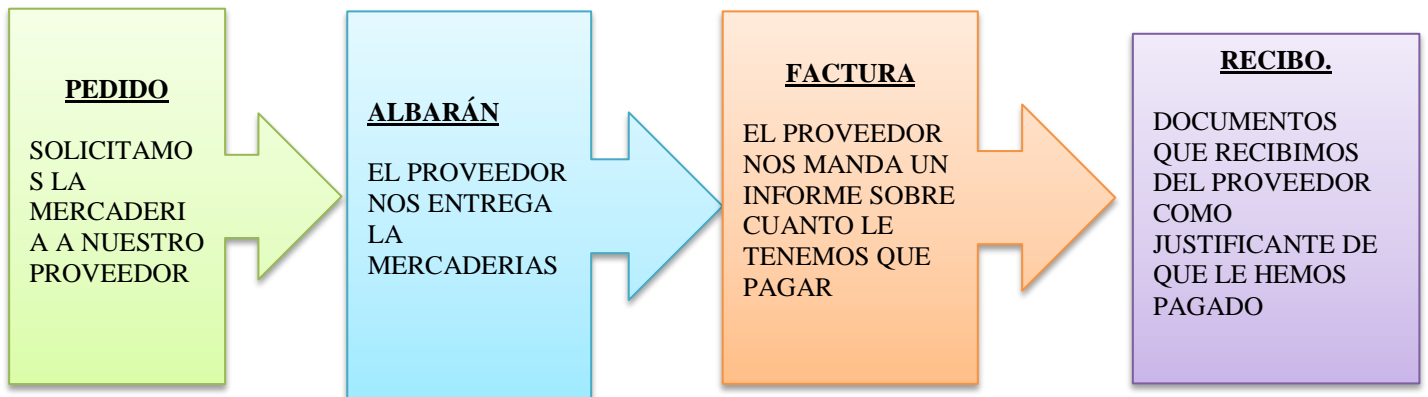 PEDIDO
SOLICITAMO
S LA
MERCADERI
A A NUESTRO
PROVEEDOR
ALBARÁN
EL PROVEEDOR
NOS ENTREGA
LA
MERCADERIAS
FACTURA
EL PROVEEDOR
NOS MANDA UN
INFORME SOBRE
CUANTO LE
TENEMOS QUE
PAGAR
RECIBO.
DOCUMENTOS
QUE RECIBIMOS
DEL PROVEEDOR
COMO
JUSTIFICANTE DE
QUE LE HEMOS
PAGADO